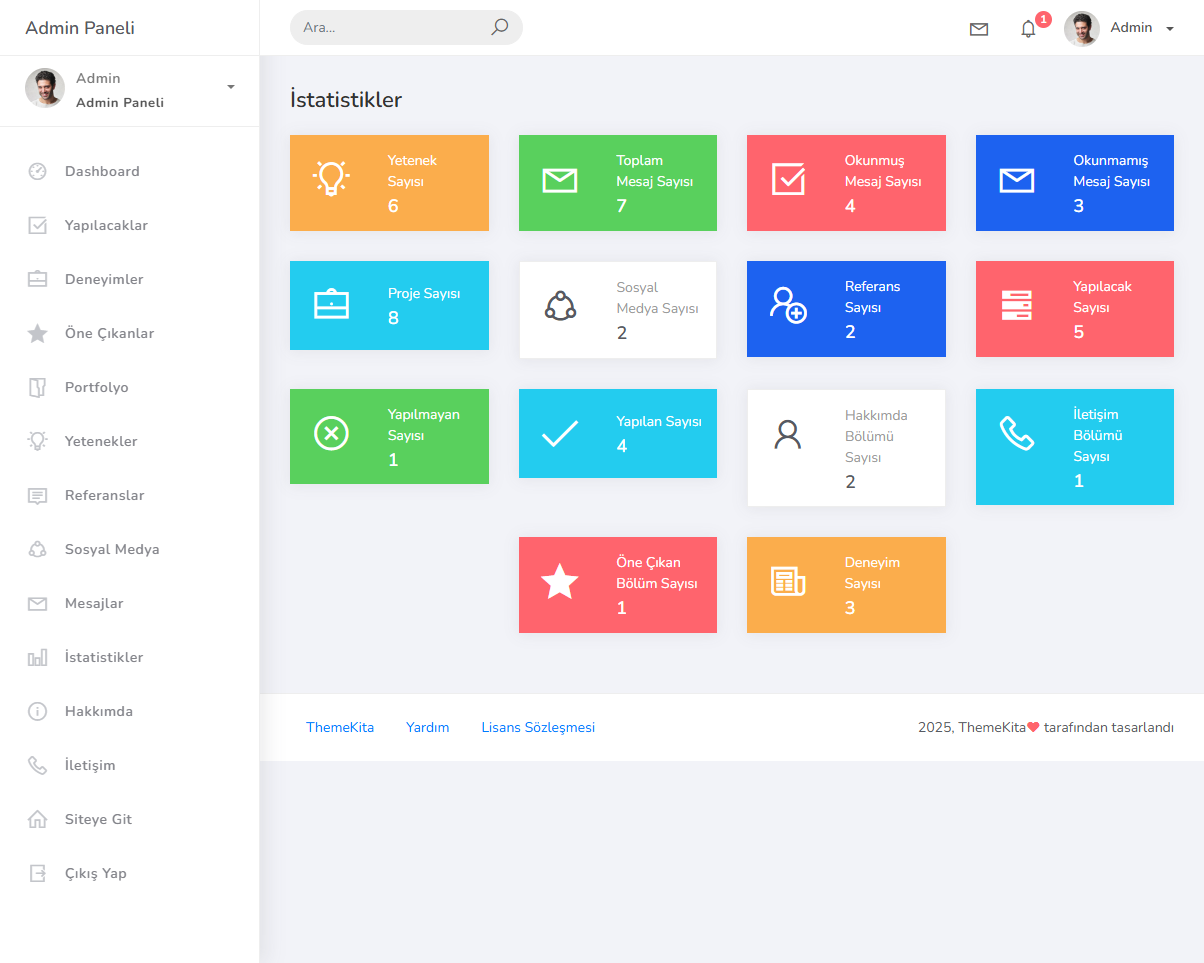 Admin Paneli
Ara...
1
Admin
Admin
Admin Paneli
Dashboard
Yapılacaklar
Deneyimler
Öne Çıkanlar
Portfolyo
Yetenekler
Referanslar
Sosyal Medya
Mesajlar
İstatistikler
Hakkımda
İletişim
Siteye Git
Çıkış Yap
İstatistikler
Yetenek
Sayısı
6
Toplam
Mesaj Sayısı
7
Okunmuş
Mesaj Sayısı
4
Okunmamış
Mesaj Sayısı
3
Proje Sayısı
8
Sosyal
Medya Sayısı
2
Referans
Sayısı
2
Yapılacak
Sayısı
5
Yapılmayan
Sayısı
1
Yapılan Sayısı
4
Hakkımda
Bölümü
Sayısı
2
İletişim
Bölümü
Sayısı
1
Öne Çıkan
Bölüm Sayısı
1
Deneyim
Sayısı
3
ThemeKita Yardım Lisans Sözleşmesi
2025, ThemeKita tarafından tasarlandı